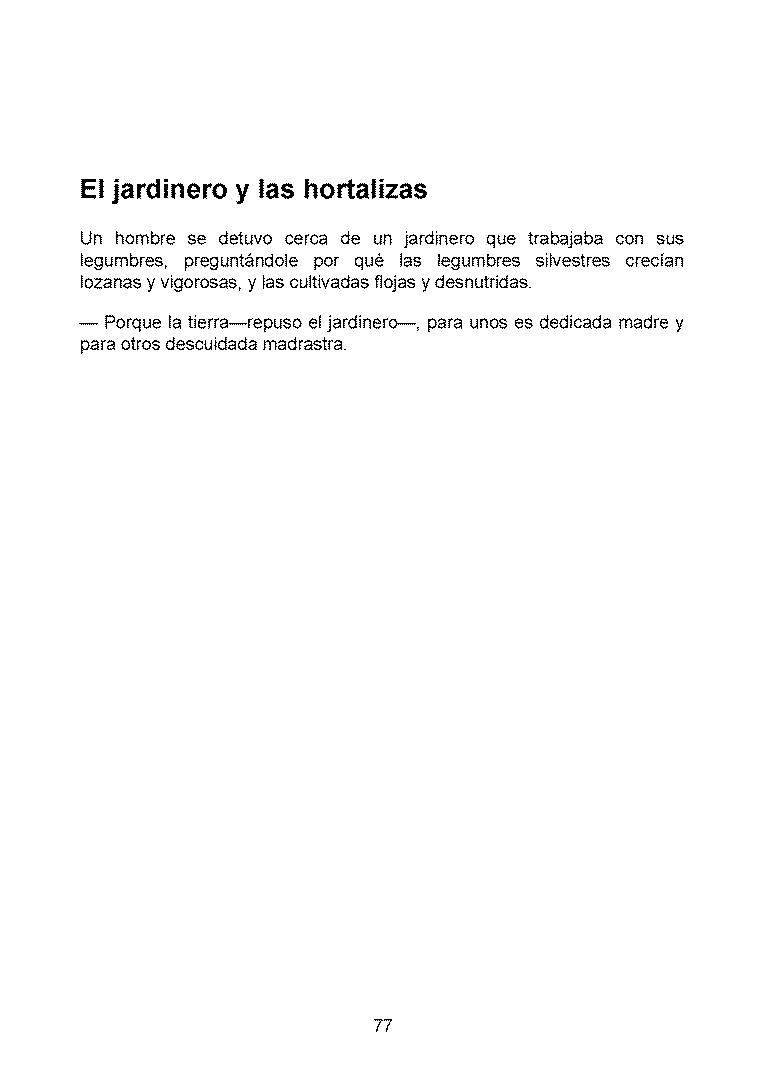 El jardinero y las hortalizas
Un hombre se detuvo cerca de un jardinero que trabajaba con sus
legumbres, preguntándole por qué las legumbres silvestres crecían
lozanas y vigorosas, y las cultivadas flojas y desnutridas.
— Porque la tierra—repuso el jardinero—, para unos es dedicada madre y
para otros descuidada madrastra.
77